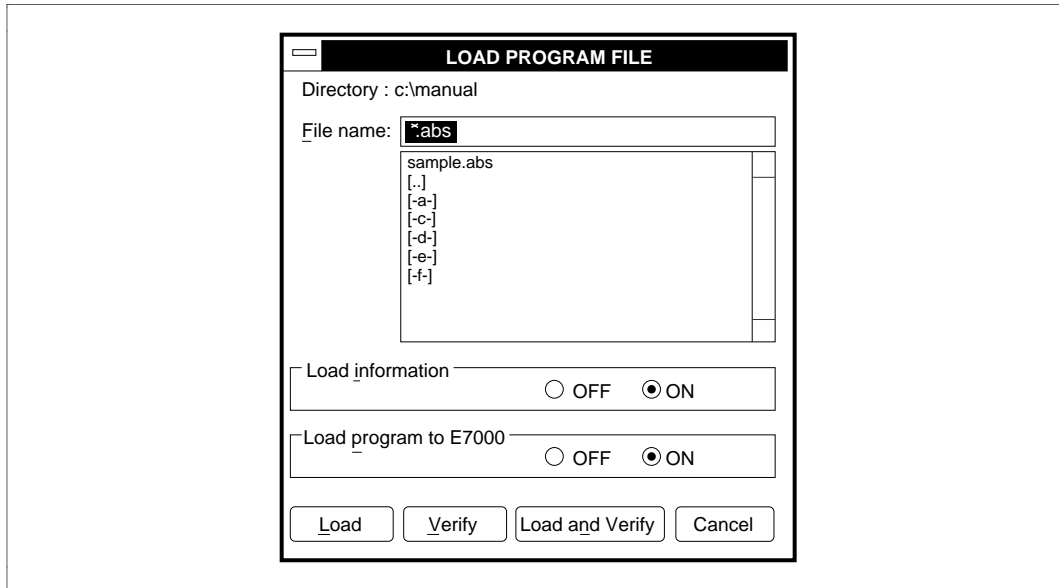 LOAD PROGRAM FILE
Directory : c:\manual
File name: *.abs
sample.abs
[..]
[-a-]
[-c-]
[-d-]
[-e-]
[-f-]
Load information
OFF ON
Load program to E7000
OFF ON
Load Verify Load and Verify Cancel